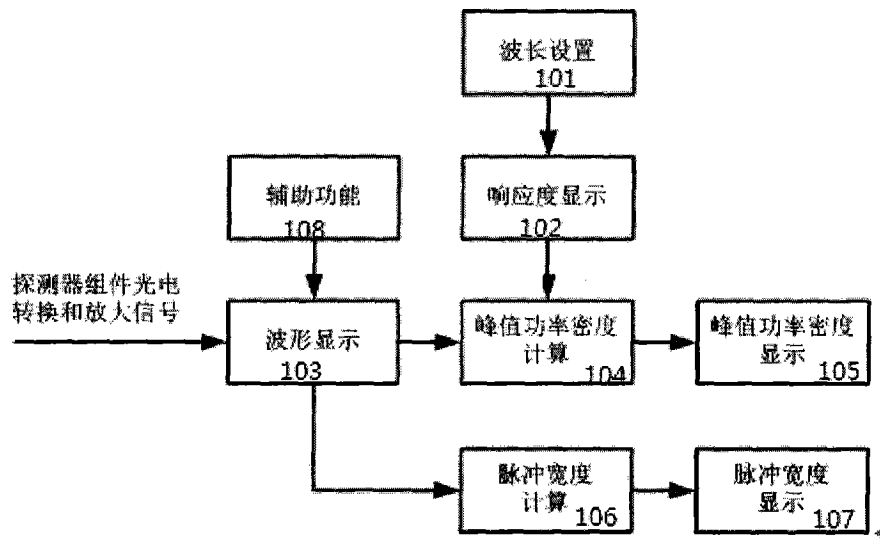 波长设置
101
辅助功能
108
响应度显示
102
探测器组件光电
转换和放大信号
波形显示
103
峰值功率密度
计算
104
峰值功率密度
显示
105
脉冲宽度
计算
106
脉冲宽度
显示
107